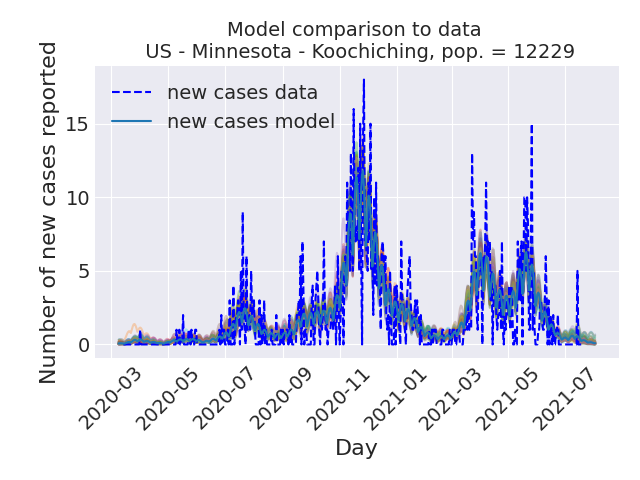 Model comparison to data
US - Minnesota - Koochiching, pop. = 12229
new cases data
new cases model
Number of new cases reported
15
10
5
0
2020-03
2020-05
2020-07
2020-09
2020-11
2021-01
2021-03
2021-05
2021-07
Day